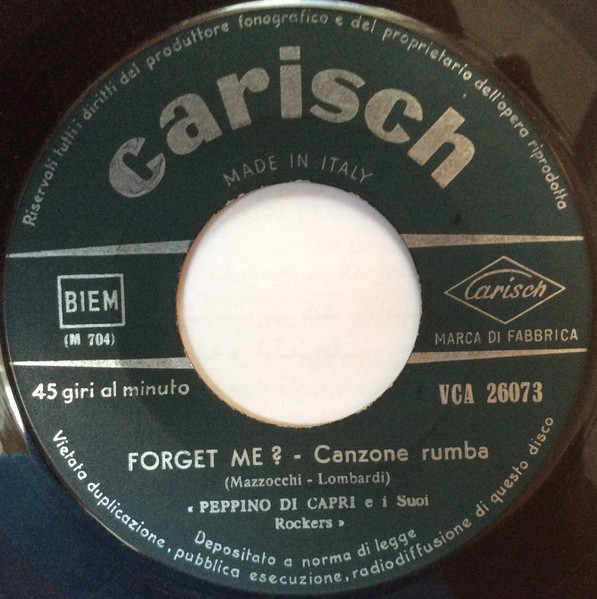 Riservati tutti i diritti del produttore fonografico e del proprietario dell'opera riprodotta
Carisch
MADE IN ITALY
BIEM
(M 704)
Carisch
MARCA DI FABBRICA
45 giri al minuto
VCA 26073
FORGET ME? - Canzone rumba
(Mazzocchi - Lombardi)
« PEPPINO DI CAPRI e i Suoi
Rockers »
Depositato a norma di legge
Vietata duplicazione, pubblica esecuzione, radiodiffusione di questo disco